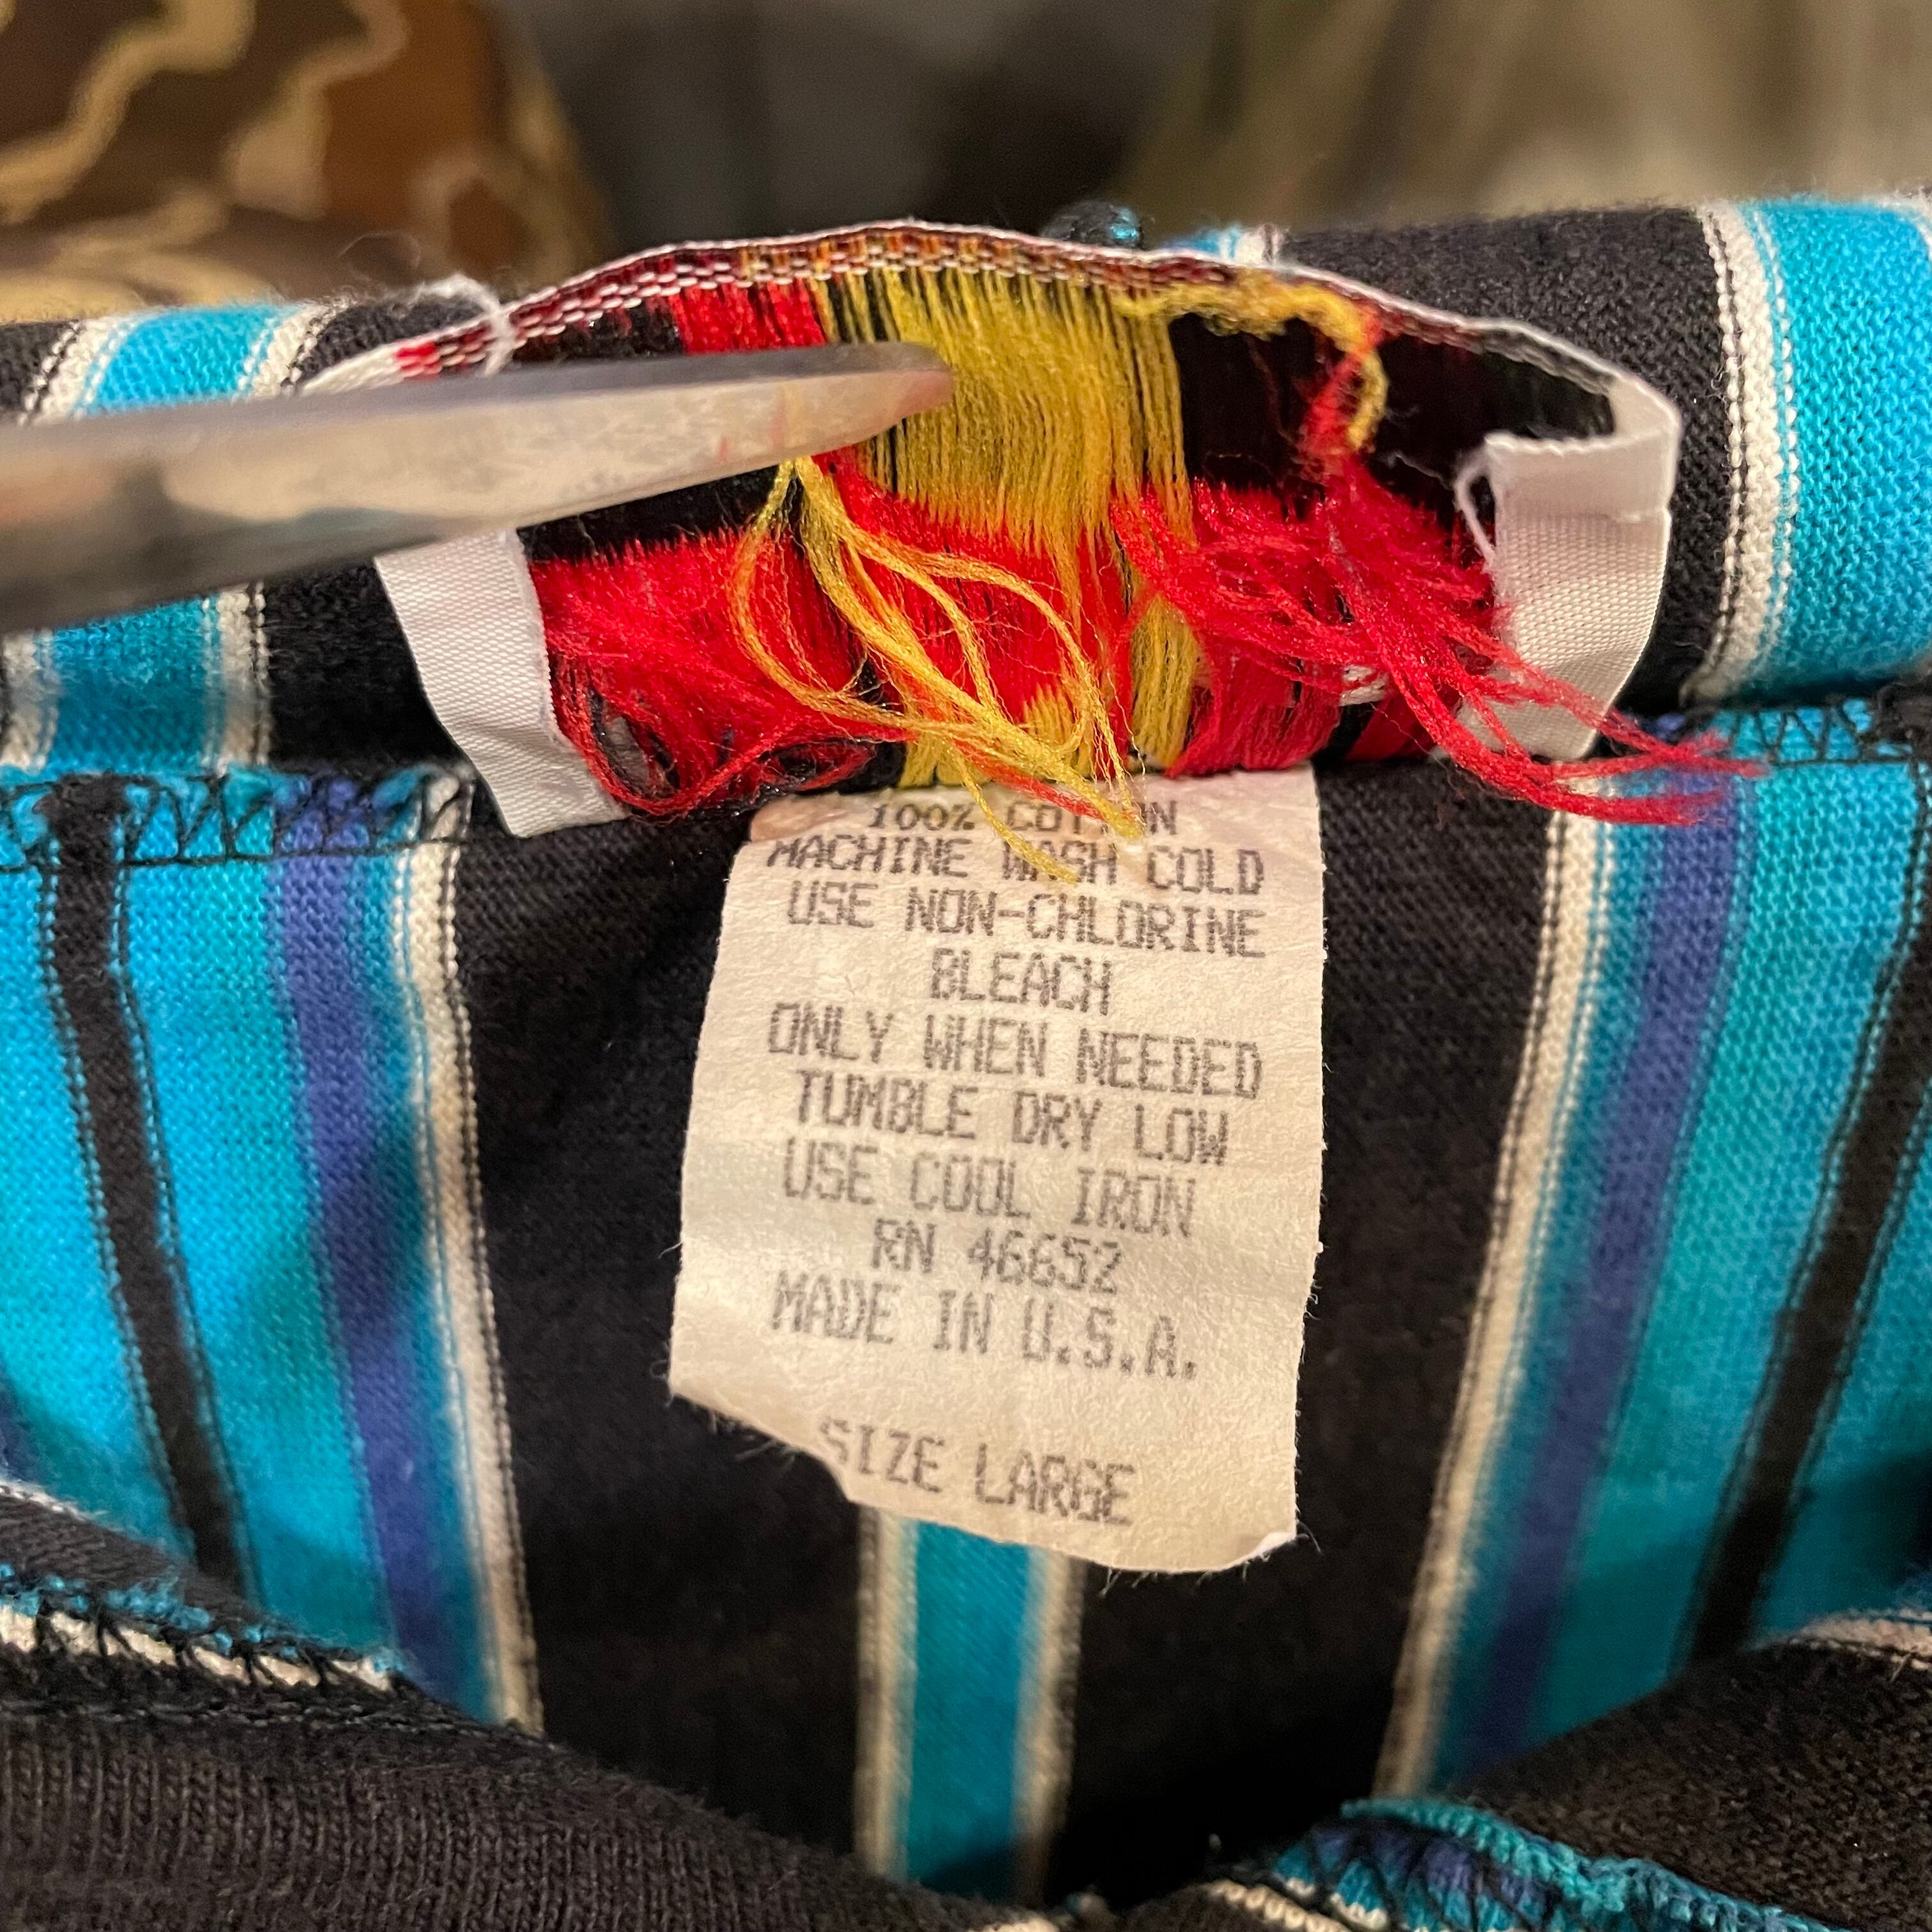 100% COTTON
MACHINE WASH COLD
USE NON-CHLORINE
BLEACH
ONLY WHEN NEEDED
TUMBLE DRY LOW
USE COOL IRON
RN 46652
MADE IN U.S.A.
SIZE LARGE